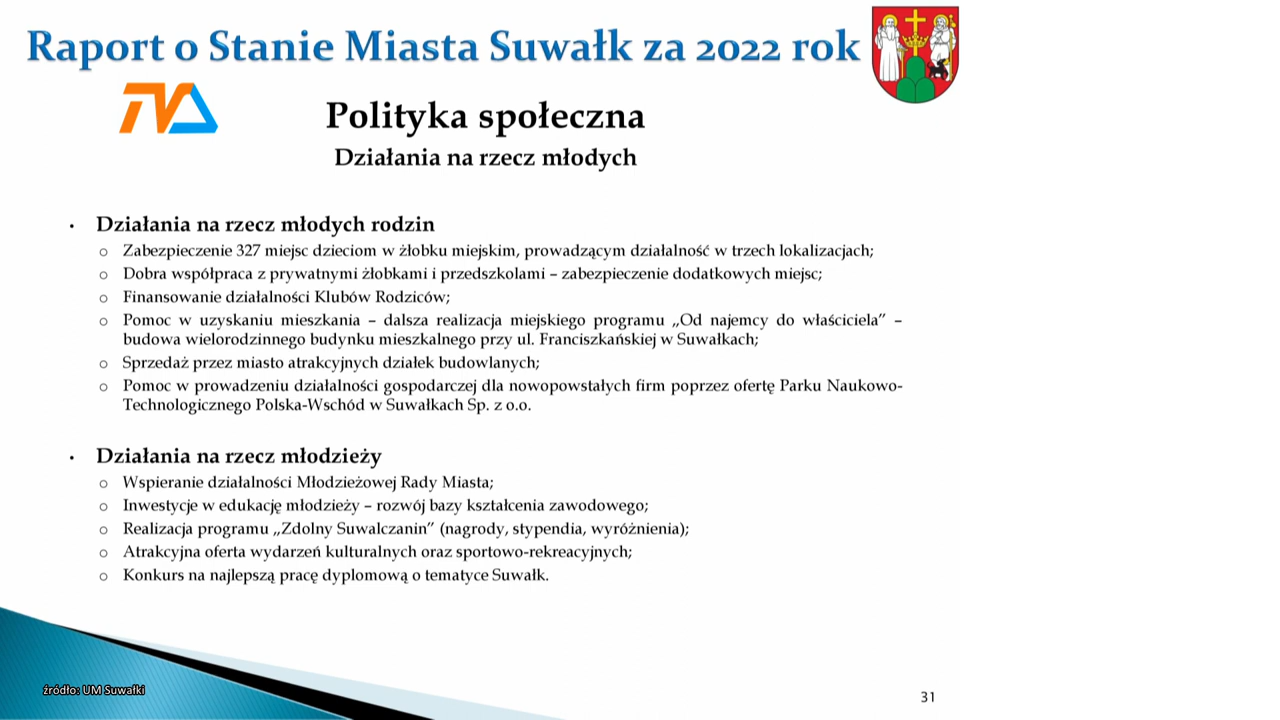 Raport o Stanie Miasta Suwałk za 2022 rok
TVA
Polityka społeczna
Działania na rzecz młodych
• Działania na rzecz młodych rodzin
o Zabezpieczenie 327 miejsc dzieciom w żłobku miejskim, prowadzącym działalność w trzech lokalizacjach;
o Dobra współpraca z prywatnymi żłobkami i przedszkolami – zabezpieczenie dodatkowych miejsc;
o Finansowanie działalności Klubów Rodziców;
o Pomoc w uzyskaniu mieszkania – dalsza realizacja miejskiego programu „Od najemcy do właściciela” –
budowa wielorodzinnego budynku mieszkalnego przy ul. Franciszkańskiej w Suwałkach;
o Sprzedaż przez miasto atrakcyjnych działek budowlanych;
o Pomoc w prowadzeniu działalności gospodarczej dla nowopowstałych firm poprzez ofertę Parku Naukowo-
Technologicznego Polska-Wschód w Suwałkach Sp. z o.o.
• Działania na rzecz młodzieży
o Wspieranie działalności Młodzieżowej Rady Miasta;
o Inwestycje w edukację młodzieży – rozwój bazy kształcenia zawodowego;
o Realizacja programu „Zdolny Suwalczanin” (nagrody, stypendia, wyróżnienia);
o Atrakcyjna oferta wydarzeń kulturalnych oraz sportowo-rekreacyjnych;
o Konkurs na najlepszą pracę dyplomową o tematyce Suwałk.
źródło: UM Suwałki
31